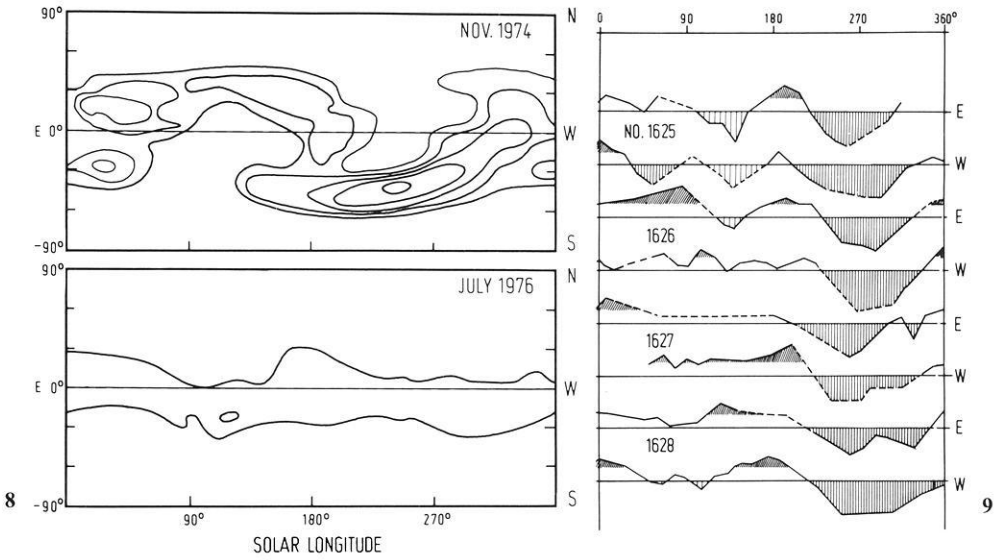 90°
NOV. 1974
N
E 0°
W
-90°
S
90°
JULY 1976
N
E 0°
W
-90°
S
90° 180° 270°
SOLAR LONGITUDE
8
0 90 180 270 360°
E
NO. 1625
W
E
1626
W
E
1627
W
E
1628
W
9